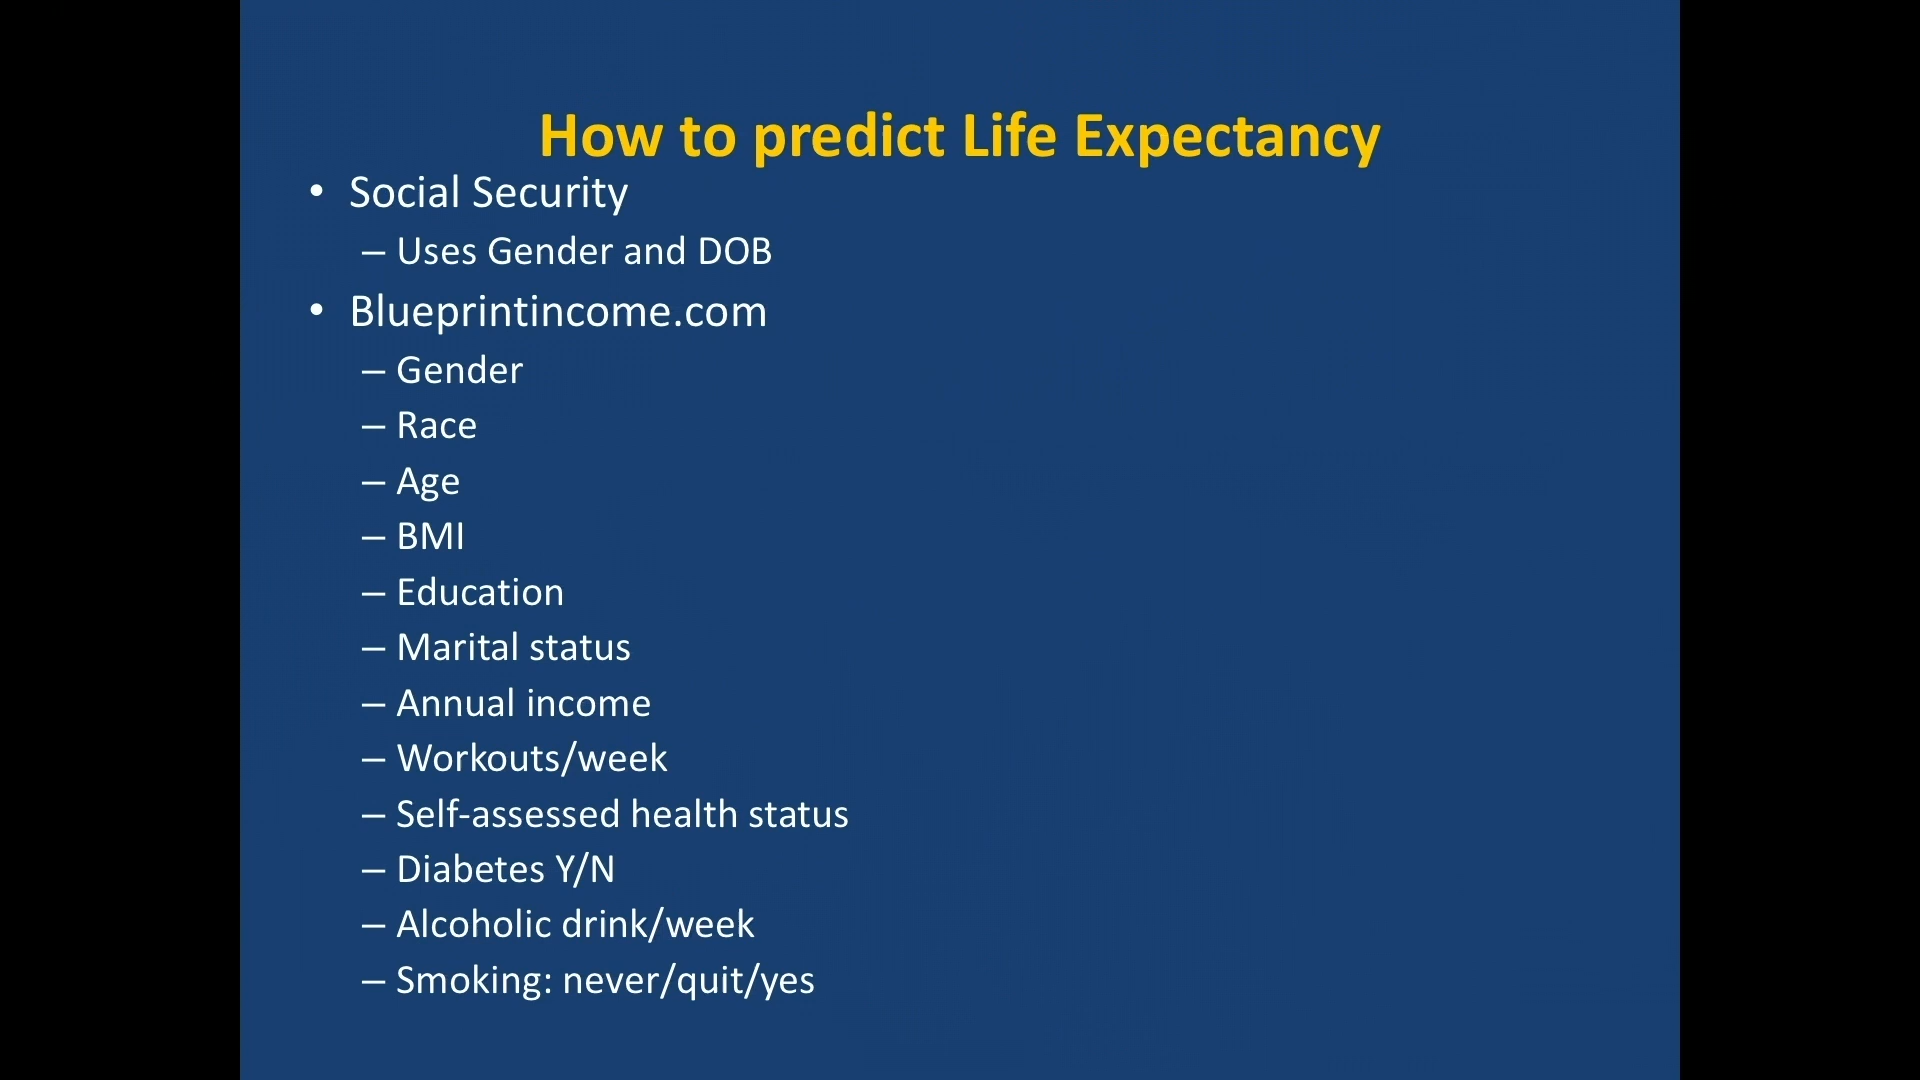 How to predict Life Expectancy
• Social Security
– Uses Gender and DOB
• Blueprintincome.com
– Gender
– Race
– Age
– BMI
– Education
– Marital status
– Annual income
– Workouts/week
– Self-assessed health status
– Diabetes Y/N
– Alcoholic drink/week
– Smoking: never/quit/yes